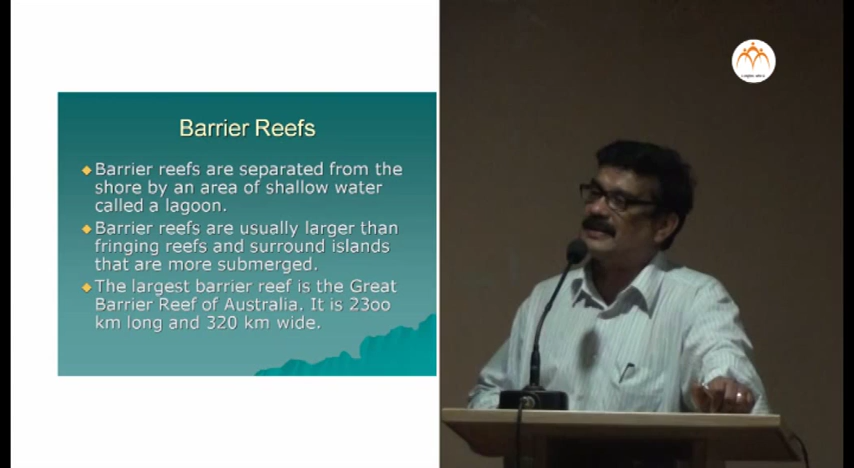 Barrier Reefs
Barrier reefs are separated from the
shore by an area of shallow water
called a lagoon.
Barrier reefs are usually larger than
fringing reefs and surround islands
that are more submerged.
The largest barrier reef is the Great
Barrier Reef of Australia. It is 23oo
km long and 320 km wide.